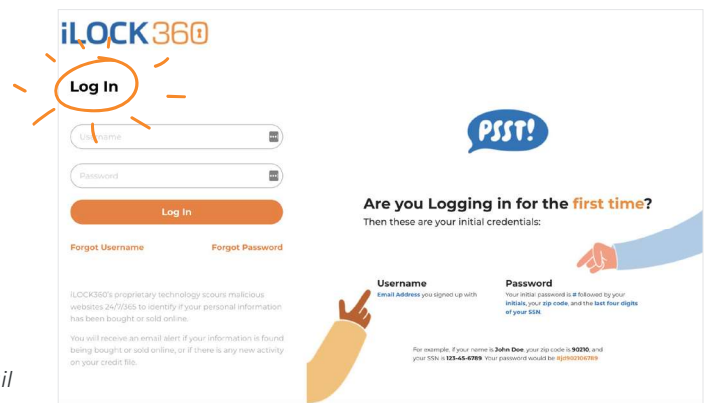 iLOCK360
Log In
Username
Password
Log In
Forgot Username
Forgot Password
iLOCK360's proprietary technology scours malicious
websites 24/7/365 to identify if your personal information
has been bought or sold online.
You will receive an email alert if your information is found
being bought or sold online, or if there is any new activity
on your credit file.
il
PSST!
Are you Logging in for the first time?
Then these are your initial credentials:
Username
Email Address you signed up with
Password
Your initial password is # followed by your
initials, your zip code, and the last four digits
of your SSN.
For example, if your name is John Doe, your zip code is 90210, and
your SSN is 123-45-6789. Your password would be #jd902106789